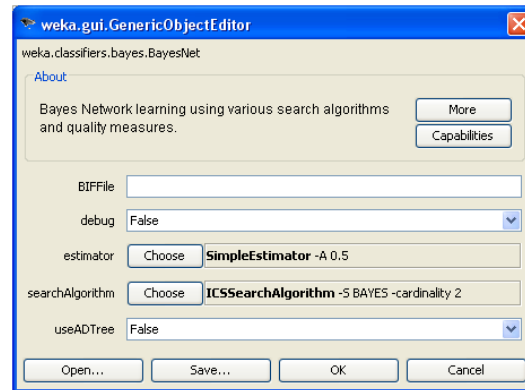 weka.gui.GenericObjectEditor
weka.classifiers.bayes.BayesNet
About
Bayes Network learning using various search algorithms
and quality measures.
More
Capabilities
BIFFile
debug False
estimator Choose SimpleEstimator -A 0.5
searchAlgorithm Choose ICSSearchAlgorithm -S BAYES -cardinality 2
useADTree False
Open... Save... OK Cancel